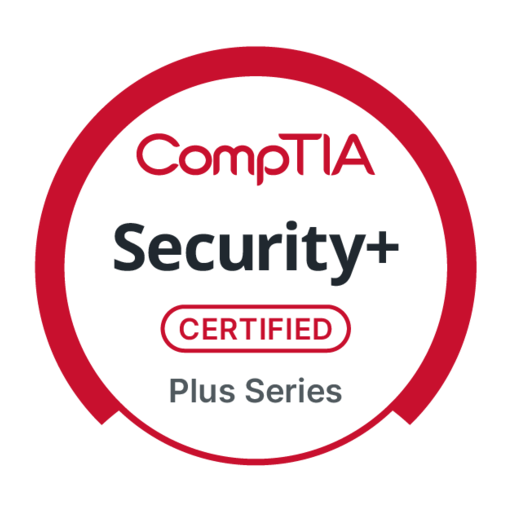 CompTIA
Security+
CERTIFIED
Plus Series